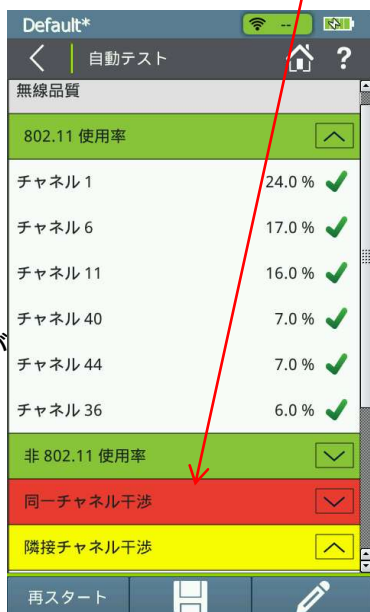 Default*
--
自動テスト
?
無線品質
802.11 使用率
チャネル 1 24.0 %
チャネル 6 17.0 %
チャネル 11 16.0 %
チャネル 40 7.0 %
チャネル 44 7.0 %
チャネル 36 6.0 %
非 802.11 使用率
同一チャネル干渉
隣接チャネル干渉
再スタート